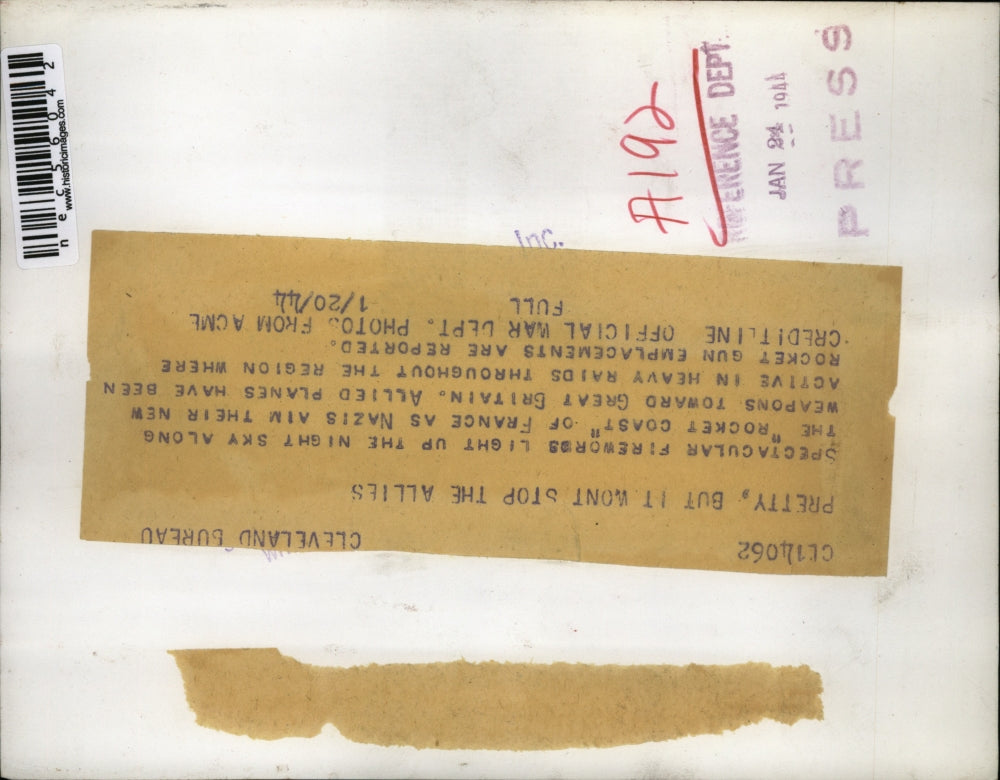 CL14062 CLEVELAND BUREAU
PRETTY, BUT IT WONT STOP THE ALLIES
SPECTACULAR FIREWORDS LIGHT UP THE NIGHT SKY ALONG
THE "ROCKET COAST" OF FRANCE AS NAZIS AIM THEIR NEW
WEAPONS TOWARD GREAT BRITAIN. ALLIED PLANES HAVE BEEN
ACTIVE IN HEAVY RAIDS THROUGHOUT THE REGION WHERE
ROCKET GUN EMPLACEMENTS ARE REPORTED.
CREDITLINE OFFICIAL WAR DEPT. PHOTOS FROM ACME
FULL 1/20/44
Inc.
A192
REFERENCE DEPT.
JAN 24 1944
PRESS
nec56042
www.historicimages.com